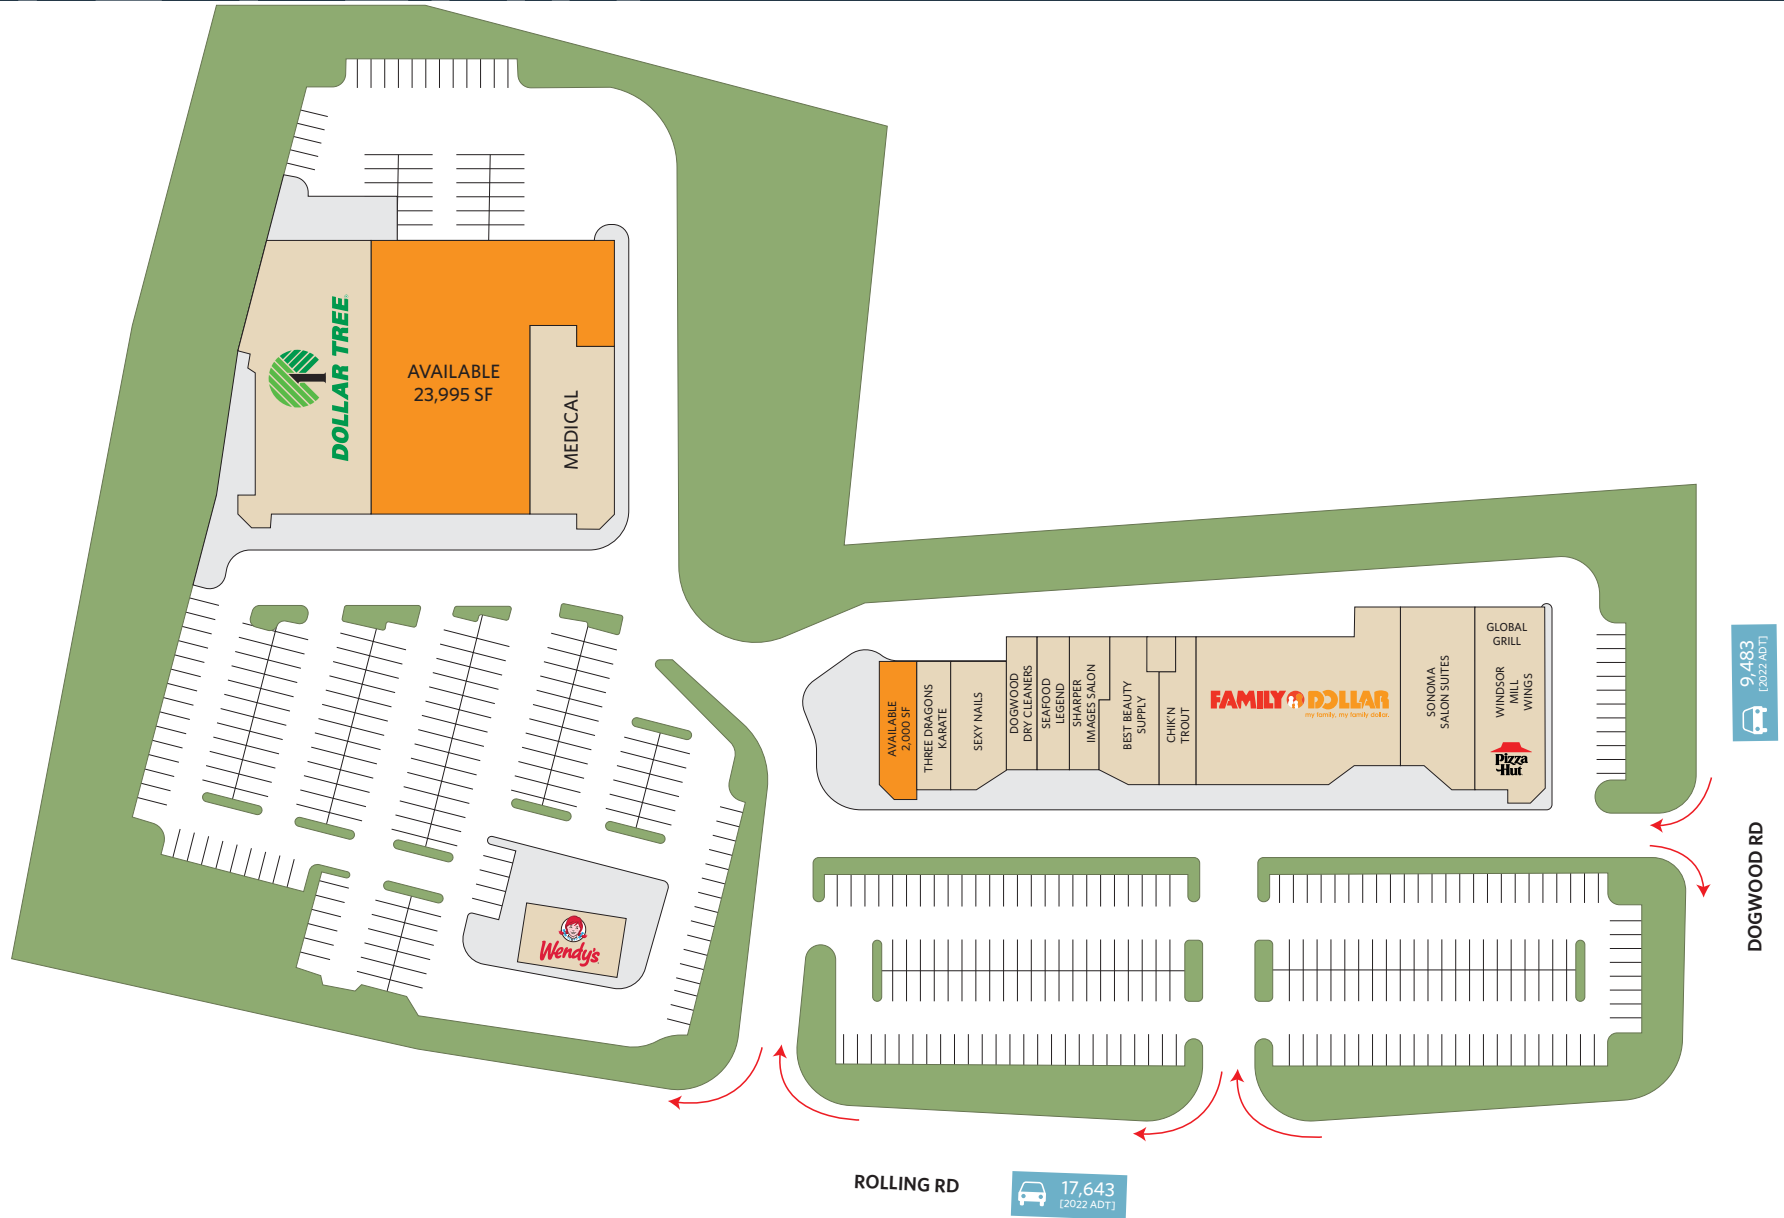 DOLLAR TREE
AVAILABLE
23,995 SF
MEDICAL
AVAILABLE
2,000 SF
THREE DRAGONS
KARATE
SEXY NAILS
DOGWOOD
DRY CLEANERS
SEAFOOD
LEGEND
SHARPER
IMAGES SALON
BEST BEAUTY
SUPPLY
CHIK'N
TROUT
FAMILY DOLLAR
my family, my family dollar.
SONOMA
SALON SUITES
GLOBAL
GRILL
WINDSOR
MILL
WINGS
Pizza
Hut
Wendy's
9,483
[2022 ADT]
DOGWOOD RD
ROLLING RD
17,643
[2022 ADT]